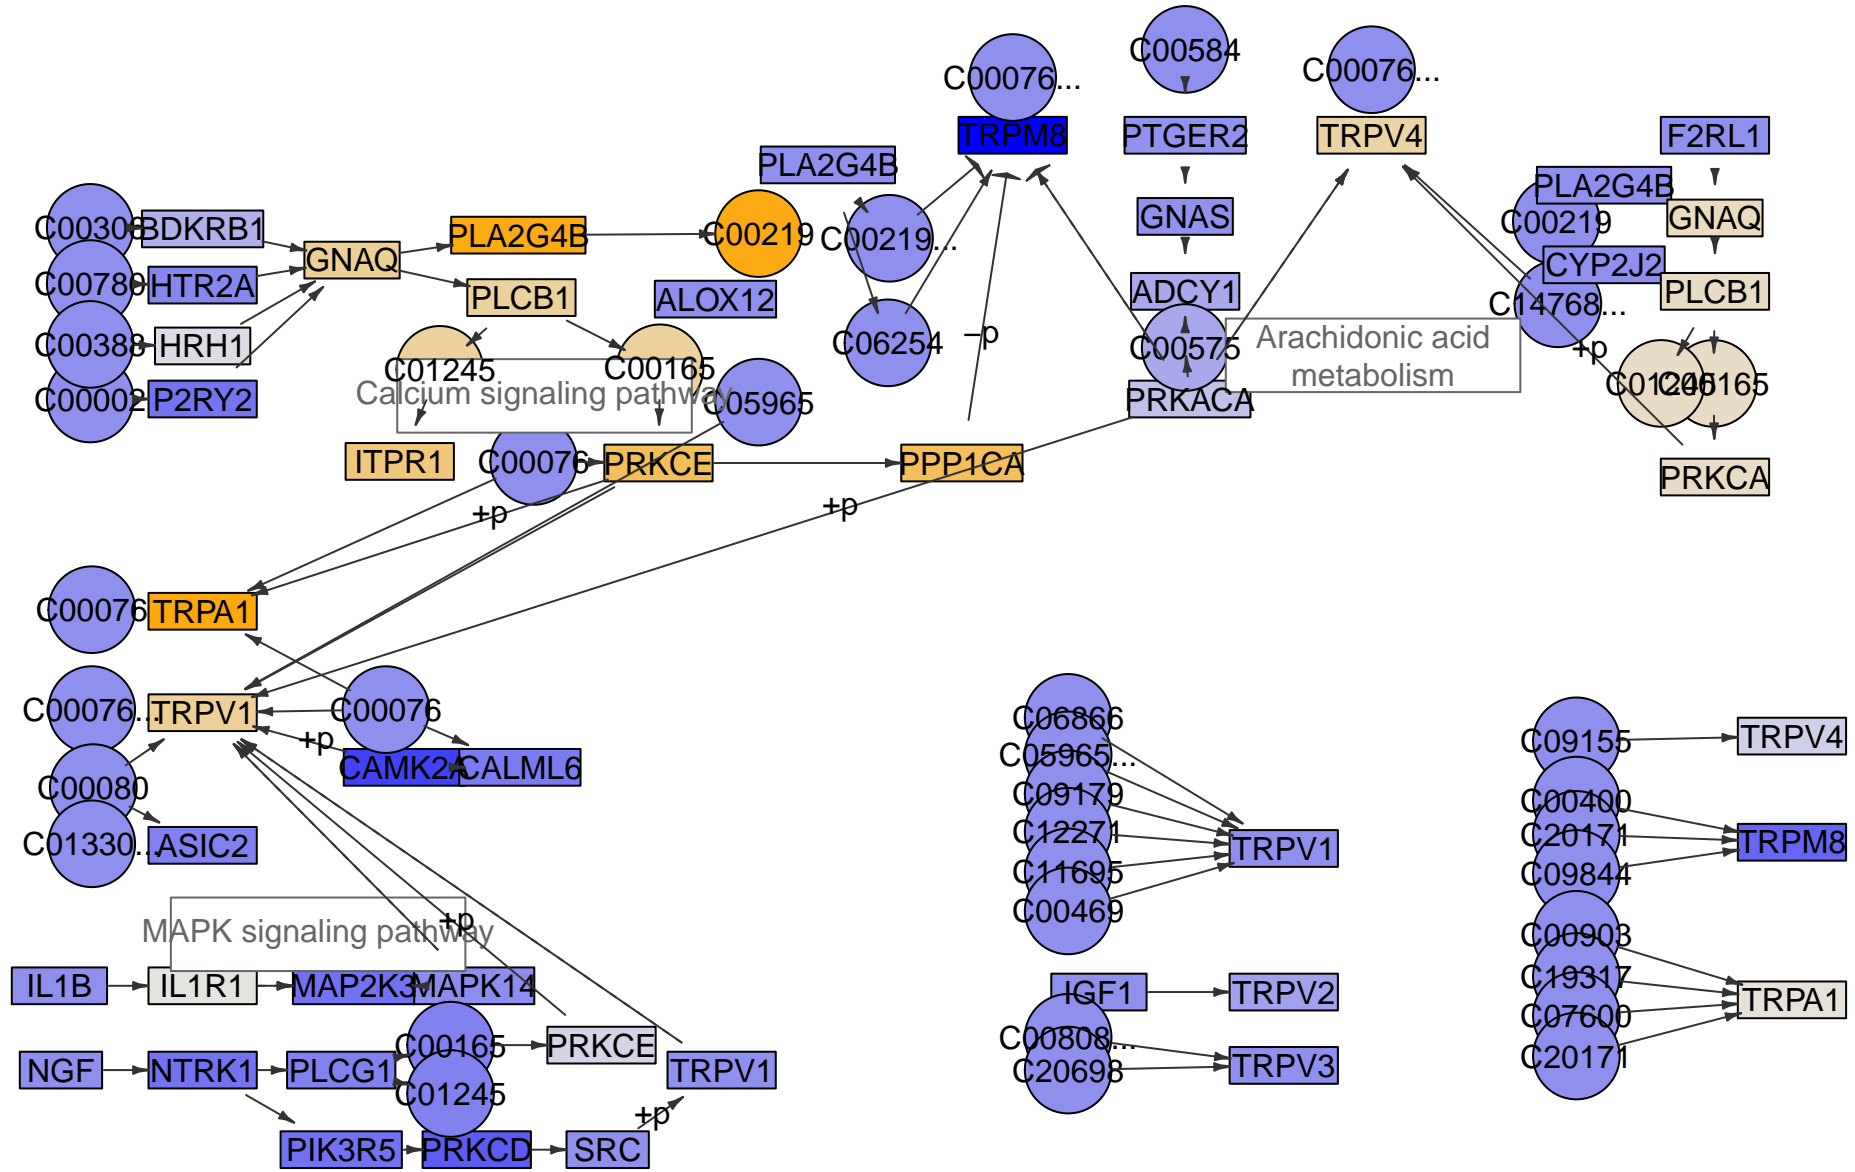 C00584
C00076...
C00076...
TRPM8
PTGER2
TRPV4
F2RL1
PLA2G4B
PLA2G4B
BDKRB1
PLA2G4B
C00219
C00219...
GNAS
C00219
GNAQ
GNAQ
C00780
HTR2A
PLCB1
ALOX12
ADCY1
CYP2J2
PLCB1
C14768...
C00388
HRH1
C06254
–p
C00575
Arachidonic acid
metabolism
+p
C01245
C00165
Calcium signaling pathway
C00002
P2RY2
C05965
PRKACA
C01245
C00165
ITPR1
C00076
PRKCE
PPP1CA
PRKCA
+p
+p
C00076
TRPA1
C00076...
TRPV1
C00076
+p
CAMK2A
CALML6
C00080
C01330...
ASIC2
C06866
C05965...
C09179
C12271
C11695
C00469
TRPV1
C09155
TRPV4
C00400
C20171
C09844
TRPM8
MAPK signaling pathway
+p
C00903
C19317
C07600
C20171
TRPA1
IL1B
IL1R1
MAP2K3
MAPK14
IGF1
TRPV2
C00165
PRKCE
C00808...
C20698
TRPV3
NGF
NTRK1
PLCG1
C01245
TRPV1
+p
PIK3R5
PRKCD
SRC